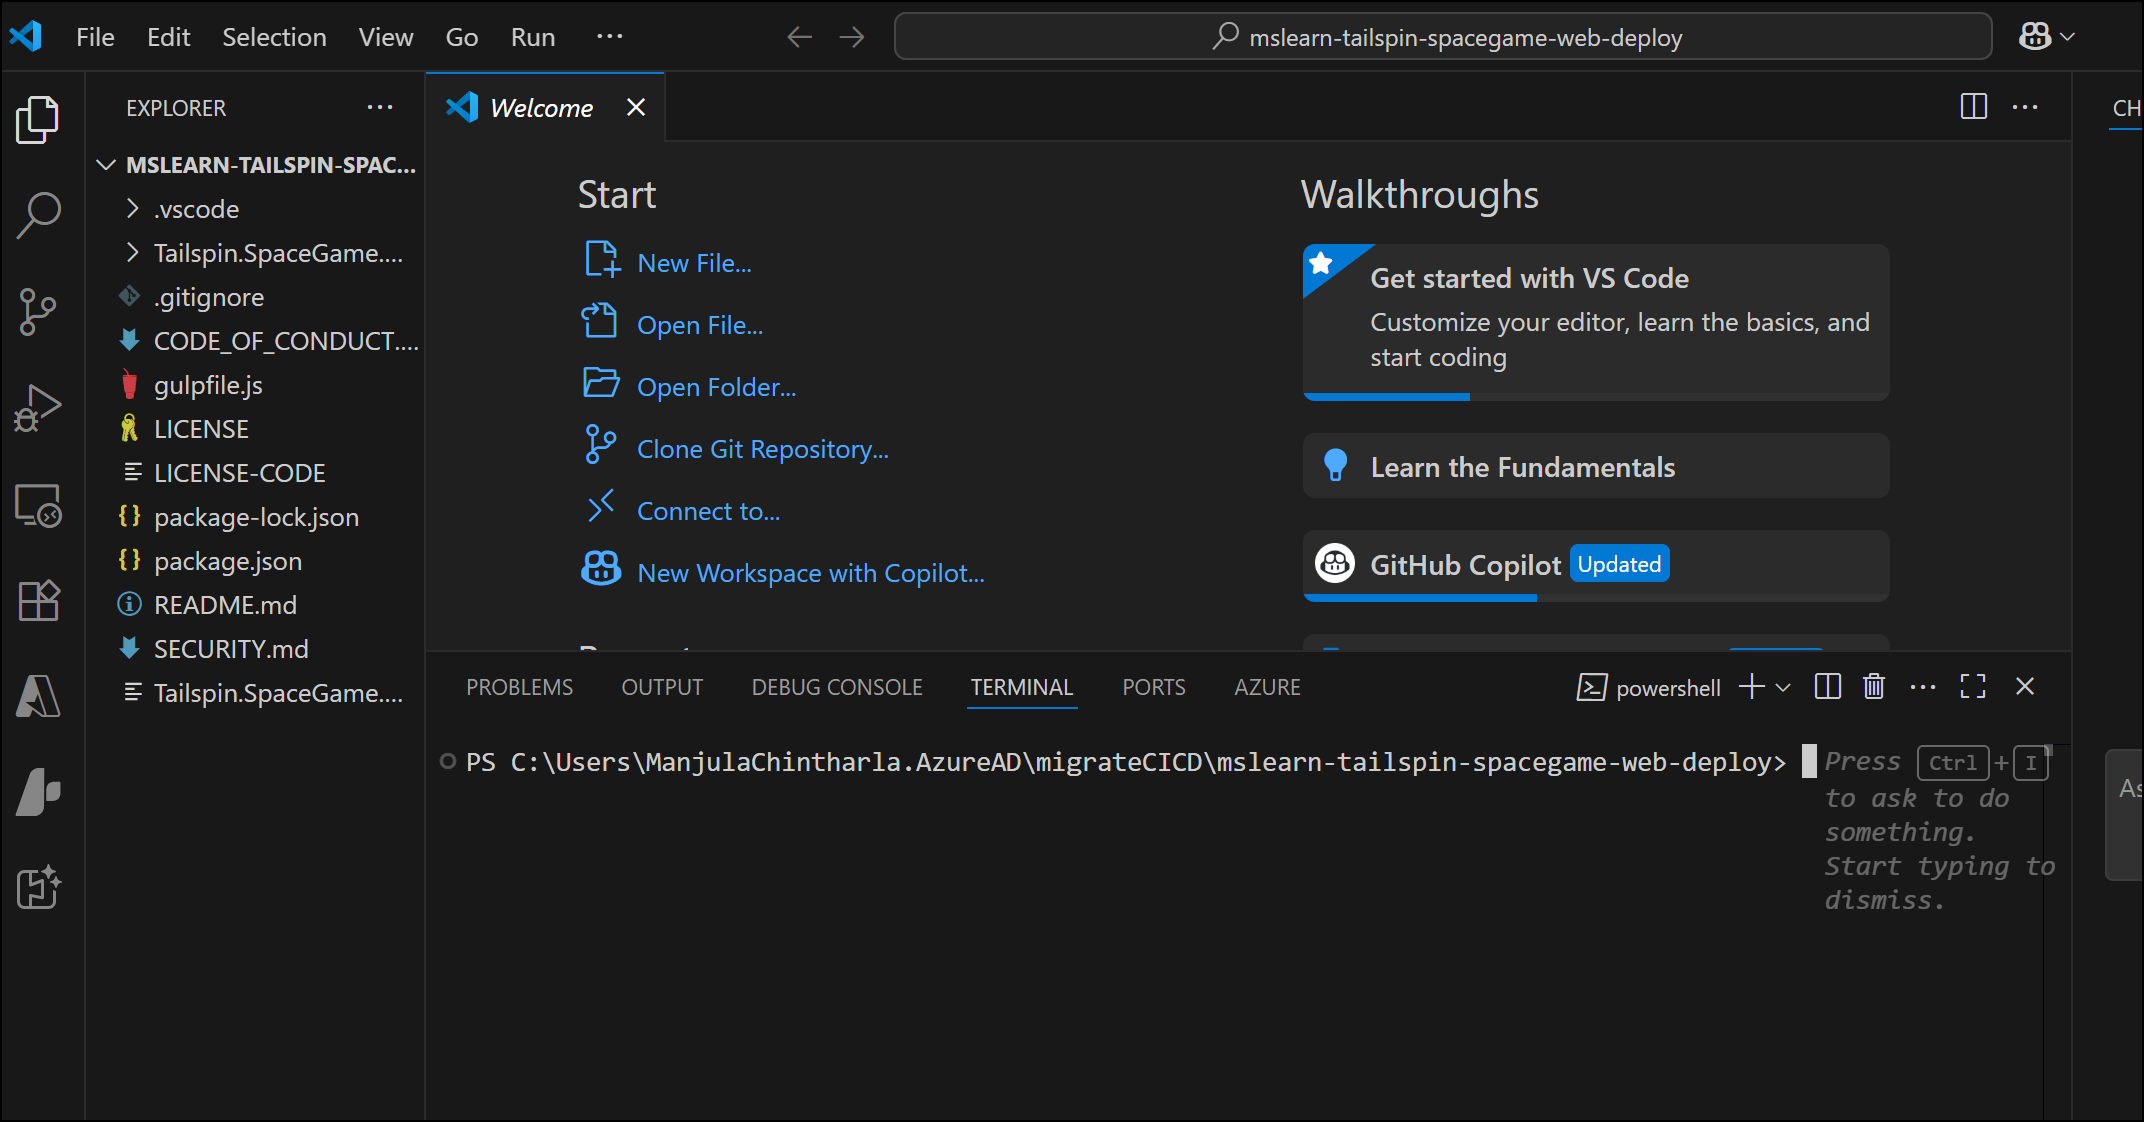 File Edit Selection View Go Run ···
mslearn-tailspin-spacegame-web-deploy
EXPLORER
MSLEARN-TAILSPIN-SPAC...
.vscode
Tailspin.SpaceGame....
.gitignore
CODE_OF_CONDUCT....
gulpfile.js
LICENSE
LICENSE-CODE
package-lock.json
package.json
README.md
SECURITY.md
Tailspin.SpaceGame....
Welcome
CH
Start
New File...
Open File...
Open Folder...
Clone Git Repository...
Connect to...
New Workspace with Copilot...
Walkthroughs
Get started with VS Code
Customize your editor, learn the basics, and
start coding
Learn the Fundamentals
GitHub Copilot Updated
PROBLEMS OUTPUT DEBUG CONSOLE TERMINAL PORTS AZURE
powershell
PS C:\Users\ManjulaChintharla.AzureAD\migrateCICD\mslearn-tailspin-spacegame-web-deploy> Press Ctrl+I
to ask to do
something.
Start typing to
dismiss.
As